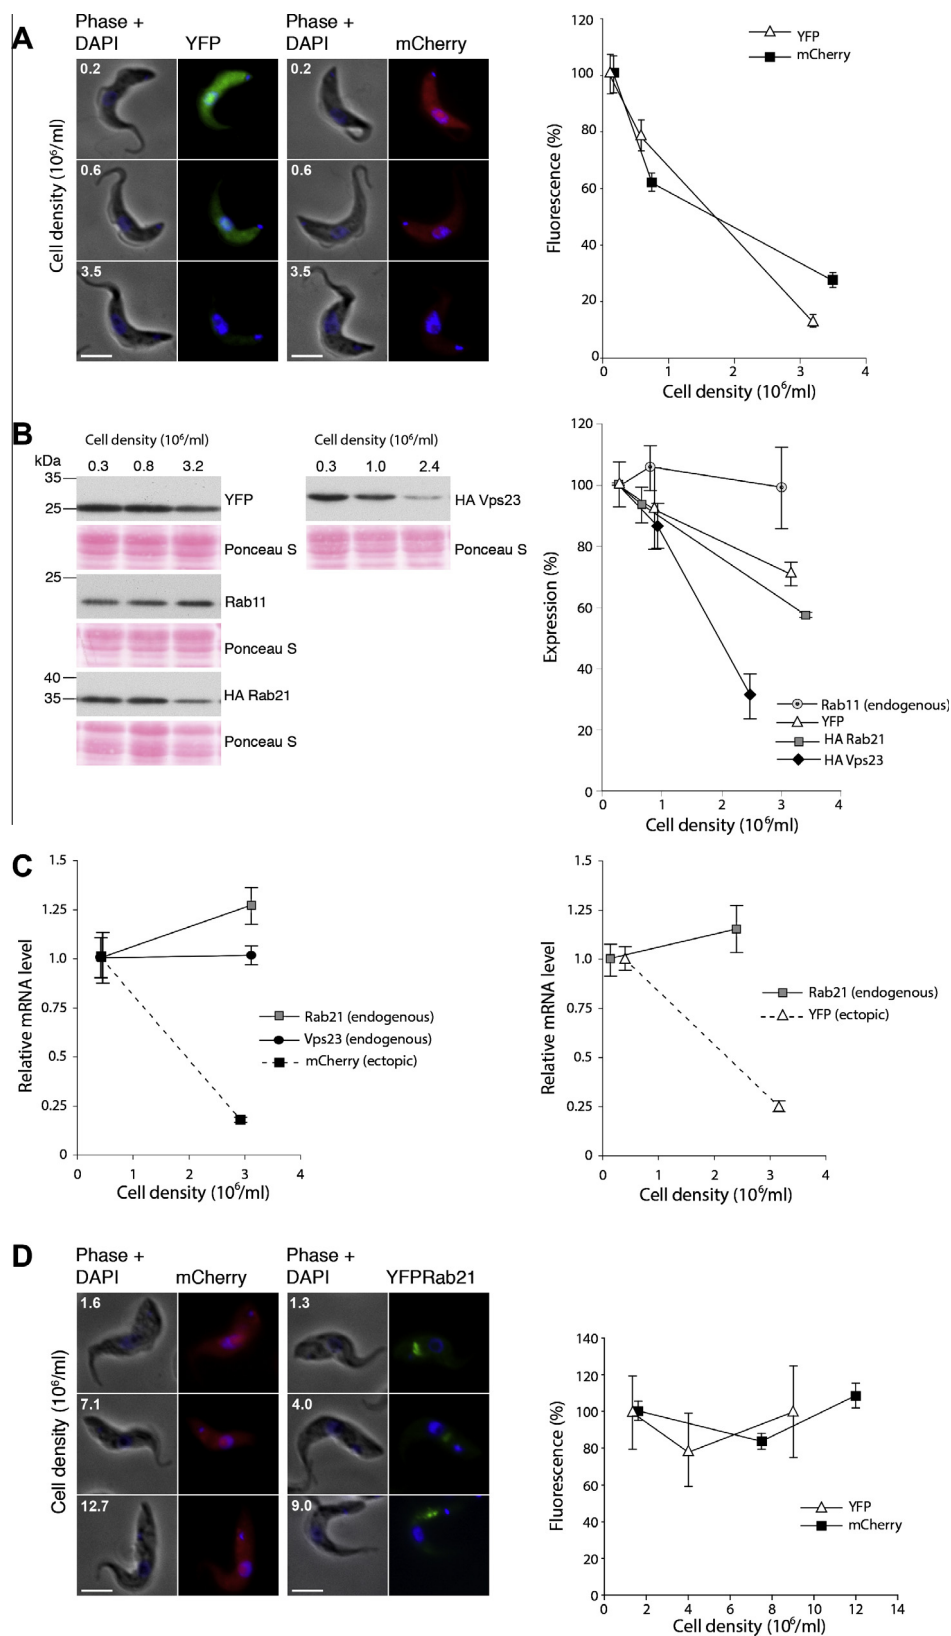 A
Phase +
DAPI
YFP
Phase +
DAPI
mCherry
Cell density (10⁶/ml)
0.2
0.2
0.6
0.6
3.5
3.5
Fluorescence (%)
120
100
80
60
40
20
0
0 1 2 3 4
Cell density (10⁶/ml)
YFP
mCherry
B
Cell density (10⁶/ml)
kDa
0.3 0.8 3.2
35
25
YFP
Ponceau S
25
Rab11
Ponceau S
40
35
HA Rab21
Ponceau S
Cell density (10⁶/ml)
0.3 1.0 2.4
HA Vps23
Ponceau S
Expression (%)
120
100
80
60
40
20
0
0 1 2 3 4
Cell density (10⁶/ml)
Rab11 (endogenous)
YFP
HA Rab21
HA Vps23
C
Relative mRNA level
1.5
1.25
1.0
0.75
0.5
0.25
0
0 1 2 3 4
Cell density (10⁶/ml)
Rab21 (endogenous)
Vps23 (endogenous)
mCherry (ectopic)
Relative mRNA level
1.5
1.25
1.00
0.75
0.5
0.25
0
0 1 2 3 4
Cell density (10⁶/ml)
Rab21 (endogenous)
YFP (ectopic)
D
Phase +
DAPI
mCherry
Phase +
DAPI
YFPRab21
Cell density (10⁶/ml)
1.6
1.3
7.1
4.0
12.7
9.0
Fluorescence (%)
140
120
100
80
60
40
20
0
0 2 4 6 8 10 12 14
Cell density (10⁶/ml)
YFP
mCherry